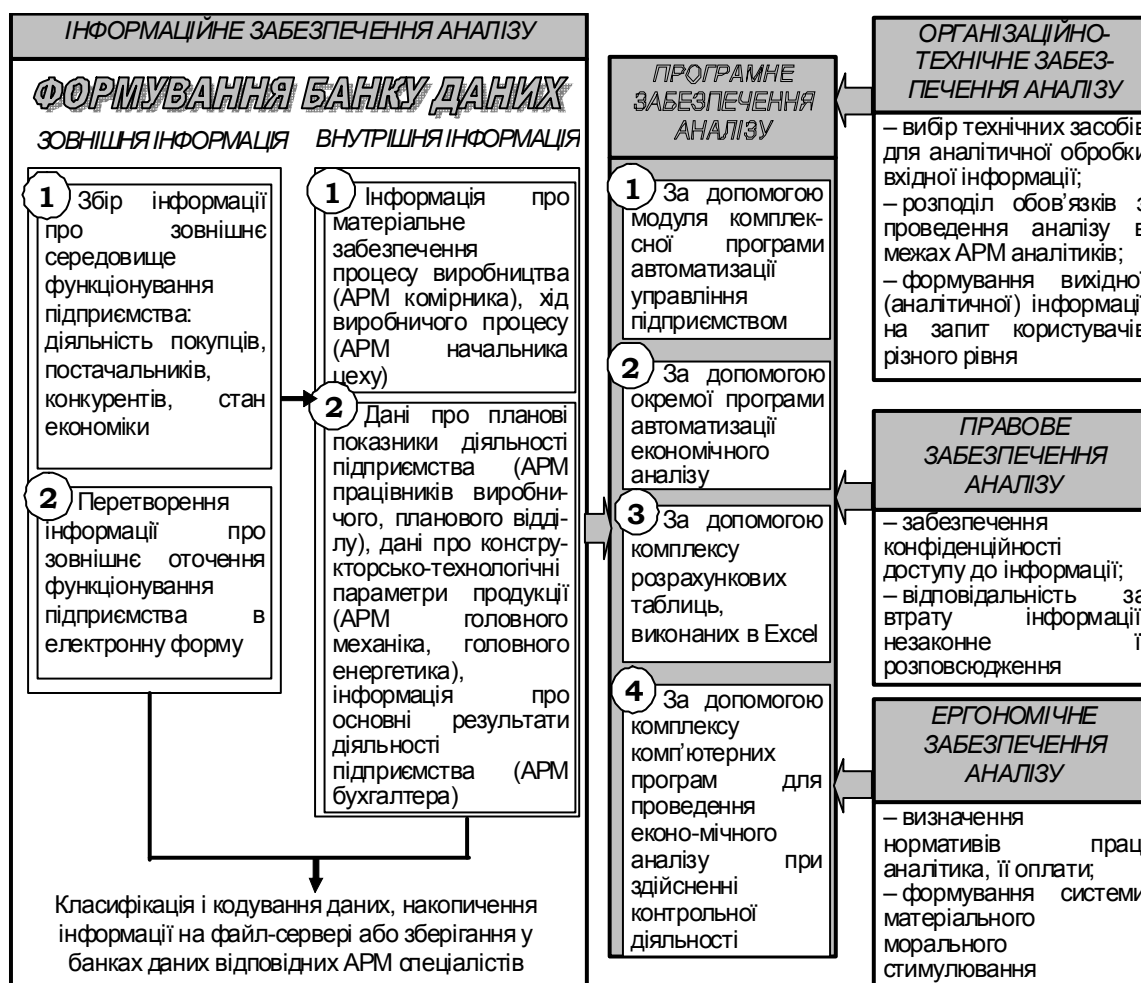 ІНФОРМАЦІЙНЕ ЗАБЕЗПЕЧЕННЯ АНАЛІЗУ
ФОРМУВАННЯ БАНКУ ДАНИХ
ЗОВНІШНЯ ІНФОРМАЦІЯ
1 Збір інформації
про зовнішнє
середовище
функціонування
підприємства:
діяльність покупців,
постачальників,
конкурентів, стан
економіки
2 Перетворення
інформації про
зовнішнє оточення
функціонування
підприємства в
електронну форму
ВНУТРІШНЯ ІНФОРМАЦІЯ
1 Інформація про
матеріальне
забезпечення
процесу виробництва
(АРМ комірника), хід
виробничого процесу
(АРМ начальника
цеху)
2 Дані про планові
показники діяльності
підприємства (АРМ
працівників виробни-
чого, планового відді-
лу), дані про констру-
кторсько-технологічні
параметри продукції
(АРМ головного
механіка, головного
енергетика),
інформація про
основні результати
діяльності
підприємства (АРМ
бухгалтера)
Класифікація і кодування даних, накопичення
інформації на файл-сервері або зберігання у
банках даних відповідних АРМ спеціалістів
ПРОГРАМНЕ
ЗАБЕЗПЕЧЕННЯ
АНАЛІЗУ
1 За допомогою
модуля комплек-
сної програми
автоматизації
управління
підприємством
2 За допомогою
окремої програми
автоматизації
економічного
аналізу
3 За допомогою
комплексу
розрахункових
таблиць,
виконаних в Excel
4 За допомогою
комплексу
комп’ютерних
програм для
проведення
еконо-мічного
аналізу при
здійсненні
контрольної
діяльності
ОРГАНІЗАЦІЙНО-
ТЕХНІЧНЕ ЗАБЕЗ-
ПЕЧЕННЯ АНАЛІЗУ
– вибір технічних засобів
для аналітичної обробки
вхідної інформації;
– розподіл обов’язків з
проведення аналізу в
межах АРМ аналітиків;
– формування вихідної
(аналітичної) інформації
на запит користувачів
різного рівня
ПРАВОВЕ
ЗАБЕЗПЕЧЕННЯ
АНАЛІЗУ
– забезпечення
конфіденційності
доступу до інформації;
– відповідальність за
втрату інформації
незаконне її
розповсюдження
ЕРГОНОМІЧНЕ
ЗАБЕЗПЕЧЕННЯ
АНАЛІЗУ
– визначення
нормативів прац
аналітика, її оплати;
– формування системи
матеріального
морального
стимулювання